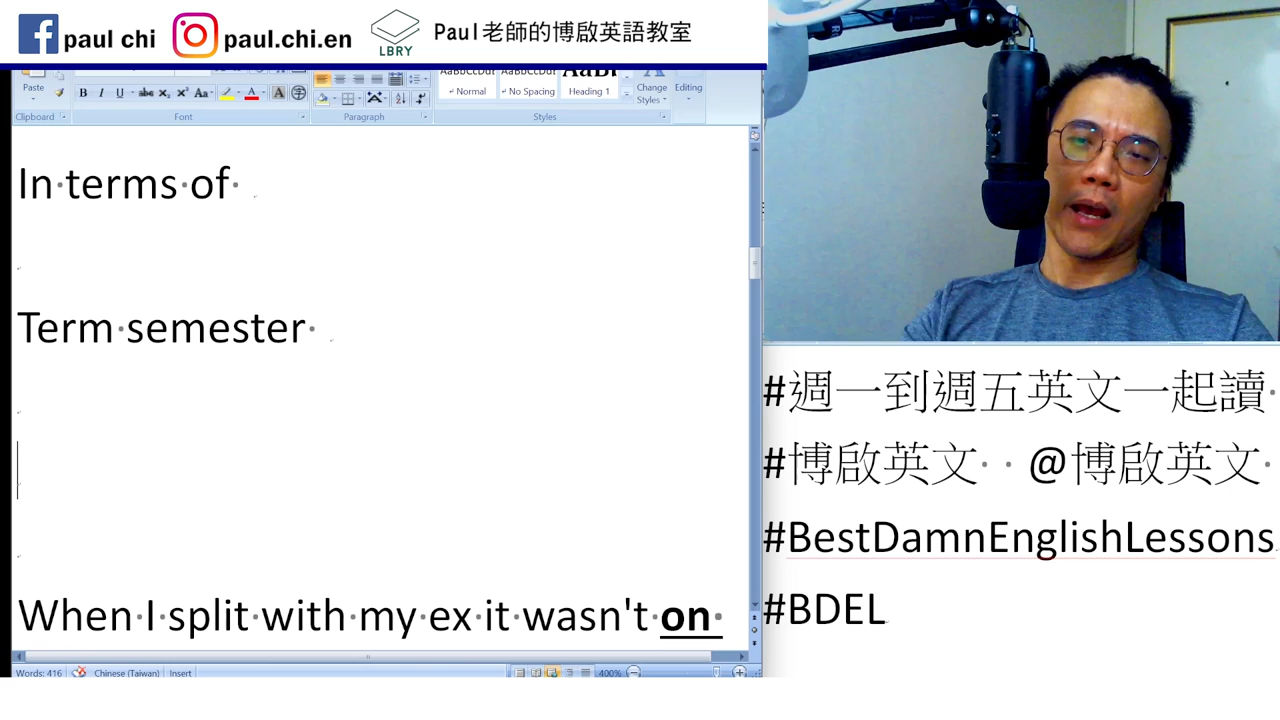 paul chi
paul.chi.en
LBRY
Paul老師的博啟英語教室
Paste
AaBbCcDdI
AaBbCcDdI
AaBl
Normal
No Spacing
Heading 1
Change Styles
Editing
Clipboard
Font
Paragraph
Styles
In terms of
Term semester
When I split with my ex it wasn't on
Words: 416
Chinese (Taiwan)
Insert
400%
#週一到週五英文一起讀
#博啟英文 @博啟英文
#BestDamnEnglishLessons
#BDEL